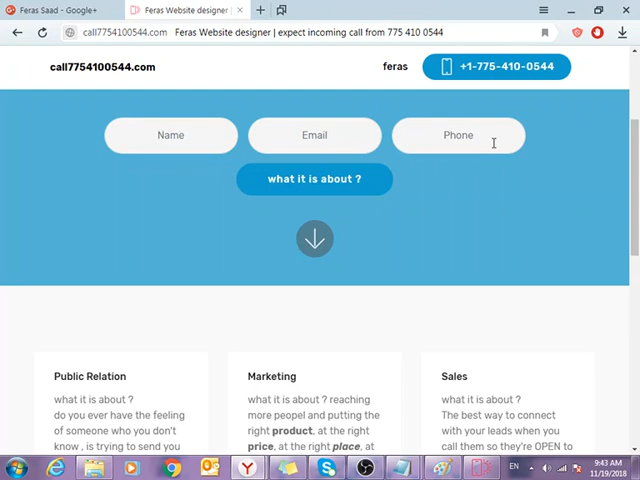 Feras Saad - Google+
Feras Website designer | e
call7754100544.com Feras Website designer | expect incoming call from 775 410 0544
call7754100544.com feras +1-775-410-0544
Name Email Phone
what it is about ?
Public Relation
what it is about ?
do you ever have the feeling
of someone who you don't
know , is trying to send you
Marketing
what it is about ? reaching
more peopel and putting the
right product, at the right
price, at the right place, at
Sales
what it is about ?
The best way to connect
with your leads when you
call them so they're OPEN to
EN 9:43 AM
11/19/2018